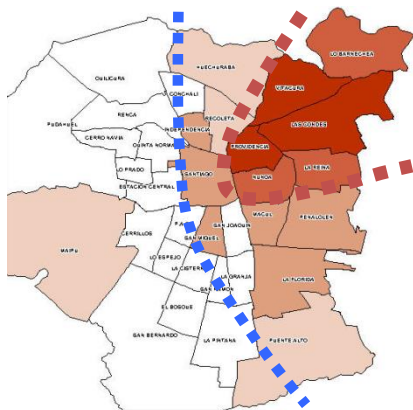 LO BARNECHEA
HUECHURABA
QUILICURA
VITACURA
CONCHALI
RENCA
RECOLETA
LAS CONDES
PUDAHUEL
INDEPENDENCIA
CERRO NAVIA
QUINTA NORMAL
PROVIDENCIA
LO PRADO
SANTIAGO
ÑUÑOA
LA REINA
ESTACION CENTRAL
MACUL
PEÑALOLEN
SAN JOAQUIN
CERRILLOS
P.A.C
SAN MIGUEL
MAIPU
LO ESPEJO
LA CISTERNA
LA GRANJA
SAN RAMON
LA FLORIDA
EL BOSQUE
SAN BERNARDO
LA PINTANA
PUENTE ALTO